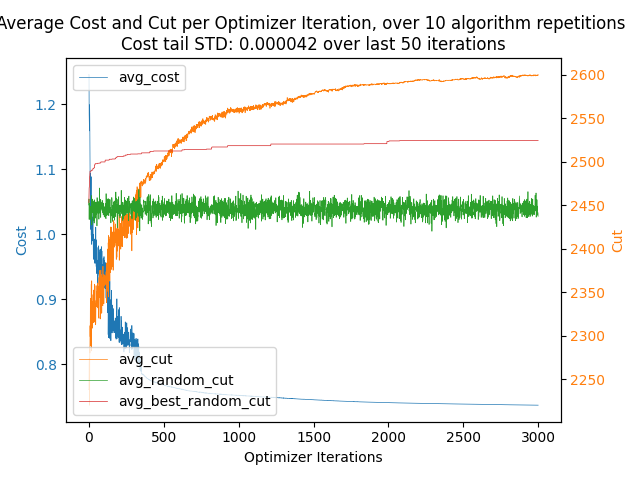 Average Cost and Cut per Optimizer Iteration, over 10 algorithm repetitions
Cost tail STD: 0.000042 over last 50 iterations
avg_cost
1.2
1.1
1.0
0.9
0.8
Cost
2600
2550
2500
2450
2400
2350
2300
2250
Cut
avg_cut
avg_random_cut
avg_best_random_cut
0
500
1000
1500
2000
2500
3000
Optimizer Iterations